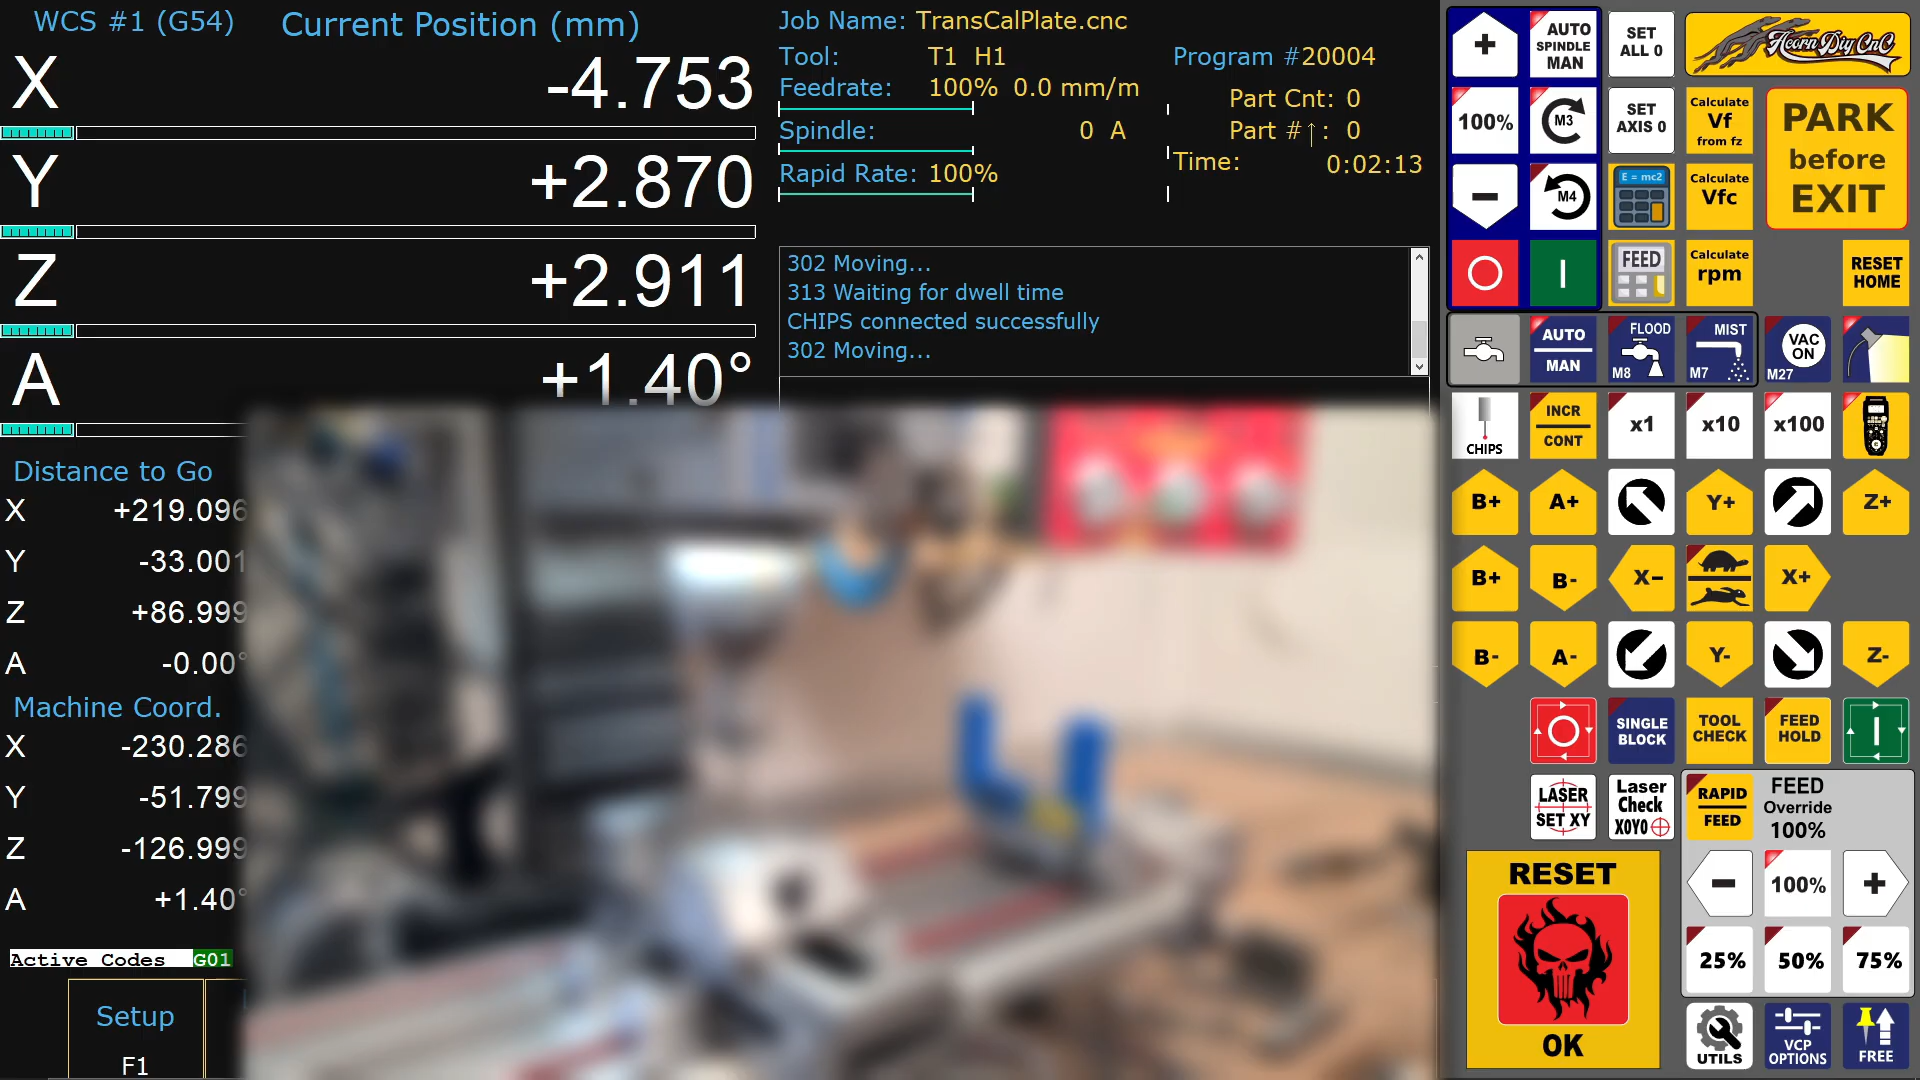 WCS #1 (G54)
Current Position (mm)
X -4.753
Y +2.870
Z +2.911
A +1.40°
Distance to Go
X +219.096
Y -33.001
Z +86.999
A -0.00°
Machine Coord.
X -230.286
Y -51.799
Z -126.999
A +1.40°
Active Codes G01
Setup
F1
Job Name: TransCalPlate.cnc
Tool: T1 H1
Feedrate: 100% 0.0 mm/m
Spindle: 0 A
Rapid Rate: 100%
Program #20004
Part Cnt: 0
Part #↑: 0
Time: 0:02:13
302 Moving...
313 Waiting for dwell time
CHIPS connected successfully
302 Moving...
+
AUTO
SPINDLE
MAN
SET
ALL 0
Acorn Diy CnC
100%
M3
SET
AXIS 0
Calculate
Vf
from fz
PARK
before
EXIT
−
M4
E = mc2
Calculate
Vfc
FEED
Calculate
rpm
RESET
HOME
AUTO
MAN
FLOOD
M8
MIST
M7
VAC
ON
M27
CHIPS
INCR
CONT
x1
x10
x100
B+
A+
Y+
Z+
B+
B-
X−
X+
B-
A-
Y-
Z-
SINGLE
BLOCK
TOOL
CHECK
FEED
HOLD
LASER
SET XY
Laser
Check
X0Y0
RAPID
FEED
FEED
Override
100%
−
100%
+
25%
50%
75%
RESET
OK
UTILS
VCP
OPTIONS
FREE